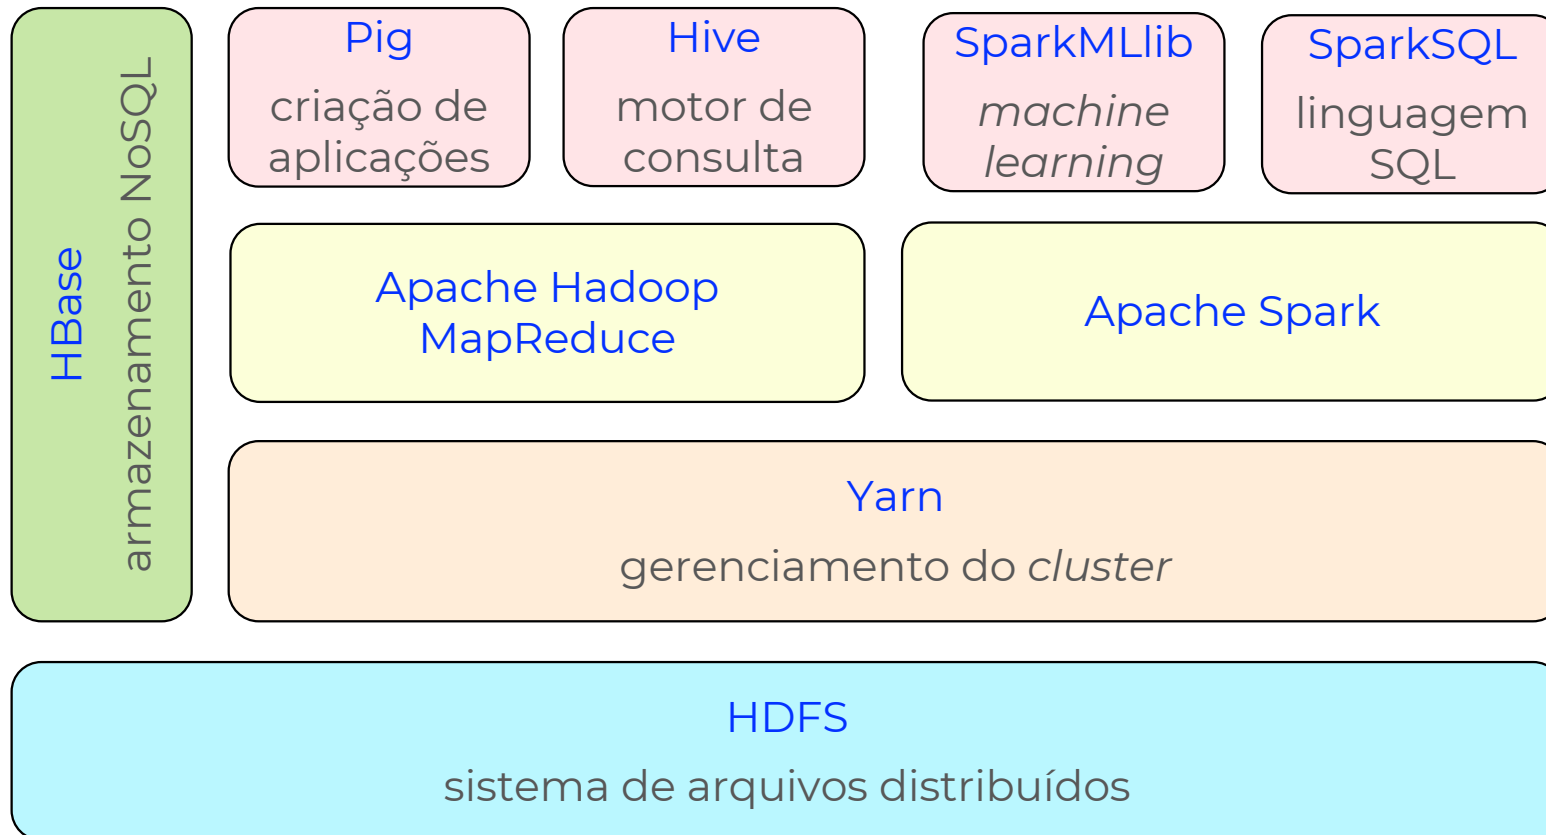 HBase
armazenamento NoSQL
Pig
criação de
aplicações
Hive
motor de
consulta
SparkMLlib
machine
learning
SparkSQL
linguagem
SQL
Apache Hadoop
MapReduce
Apache Spark
Yarn
gerenciamento do cluster
HDFS
sistema de arquivos distribuídos